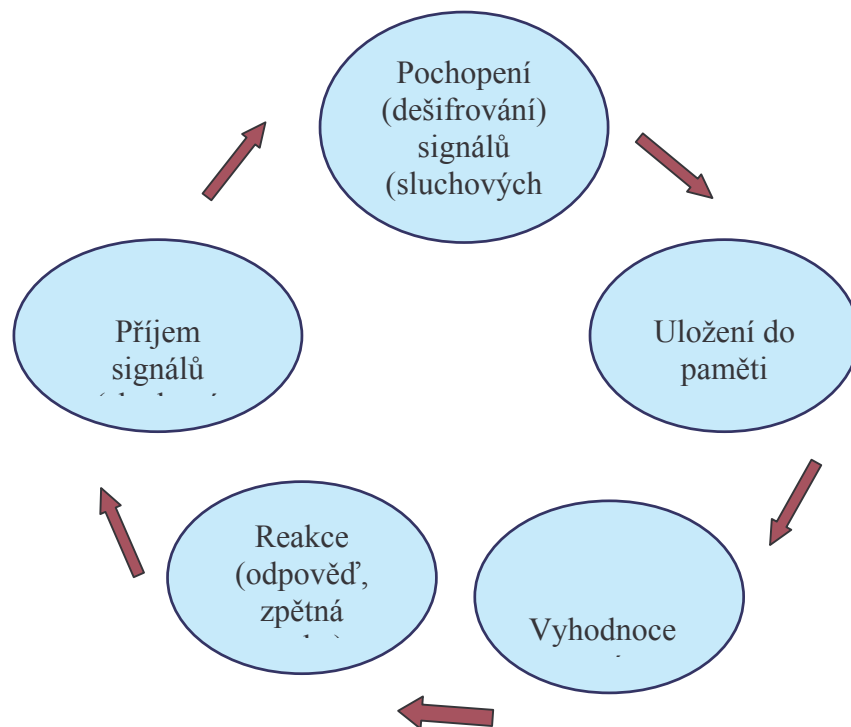 Pochopení
(dešifrování)
signálů
(sluchových
Příjem
signálů
Uložení do
paměti
Reakce
(odpověď,
zpětná
Vyhodnoce